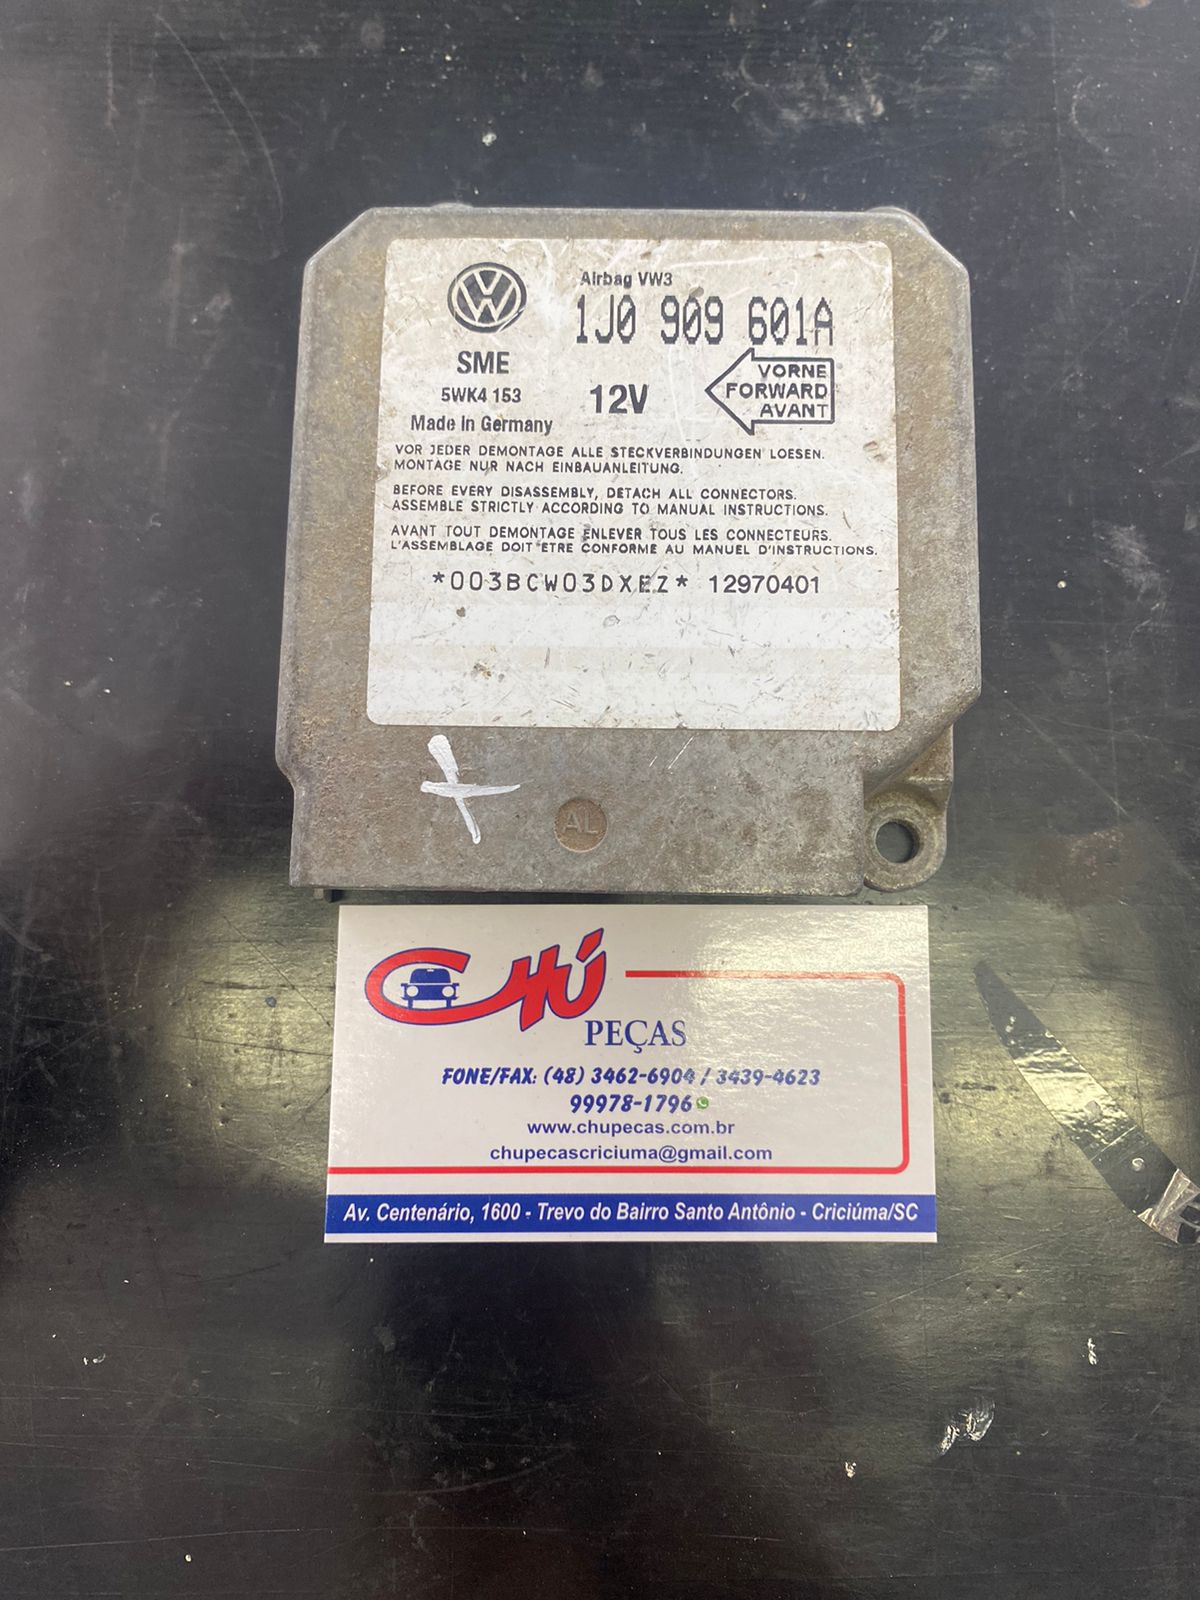 Airbag VW3
1J0 909 601A
SME
5WK4 153
12V
Made In Germany
VORNE
FORWARD
AVANT
VOR JEDER DEMONTAGE ALLE STECKVERBINDUNGEN LOESEN.
MONTAGE NUR NACH EINBAUANLEITUNG.
BEFORE EVERY DISASSEMBLY, DETACH ALL CONNECTORS.
ASSEMBLE STRICTLY ACCORDING TO MANUAL INSTRUCTIONS.
AVANT TOUT DEMONTAGE ENLEVER TOUS LES CONNECTEURS.
L'ASSEMBLAGE DOIT ETRE CONFORME AU MANUEL D'INSTRUCTIONS.
*003BCW03DXEZ* 12970401
AL
CHÚ
PEÇAS
FONE/FAX: (48) 3462-6904 / 3439-4623
99978-1796
www.chupecas.com.br
chupecascriciuma@gmail.com
Av. Centenário, 1600 - Trevo do Bairro Santo Antônio - Criciúma/SC